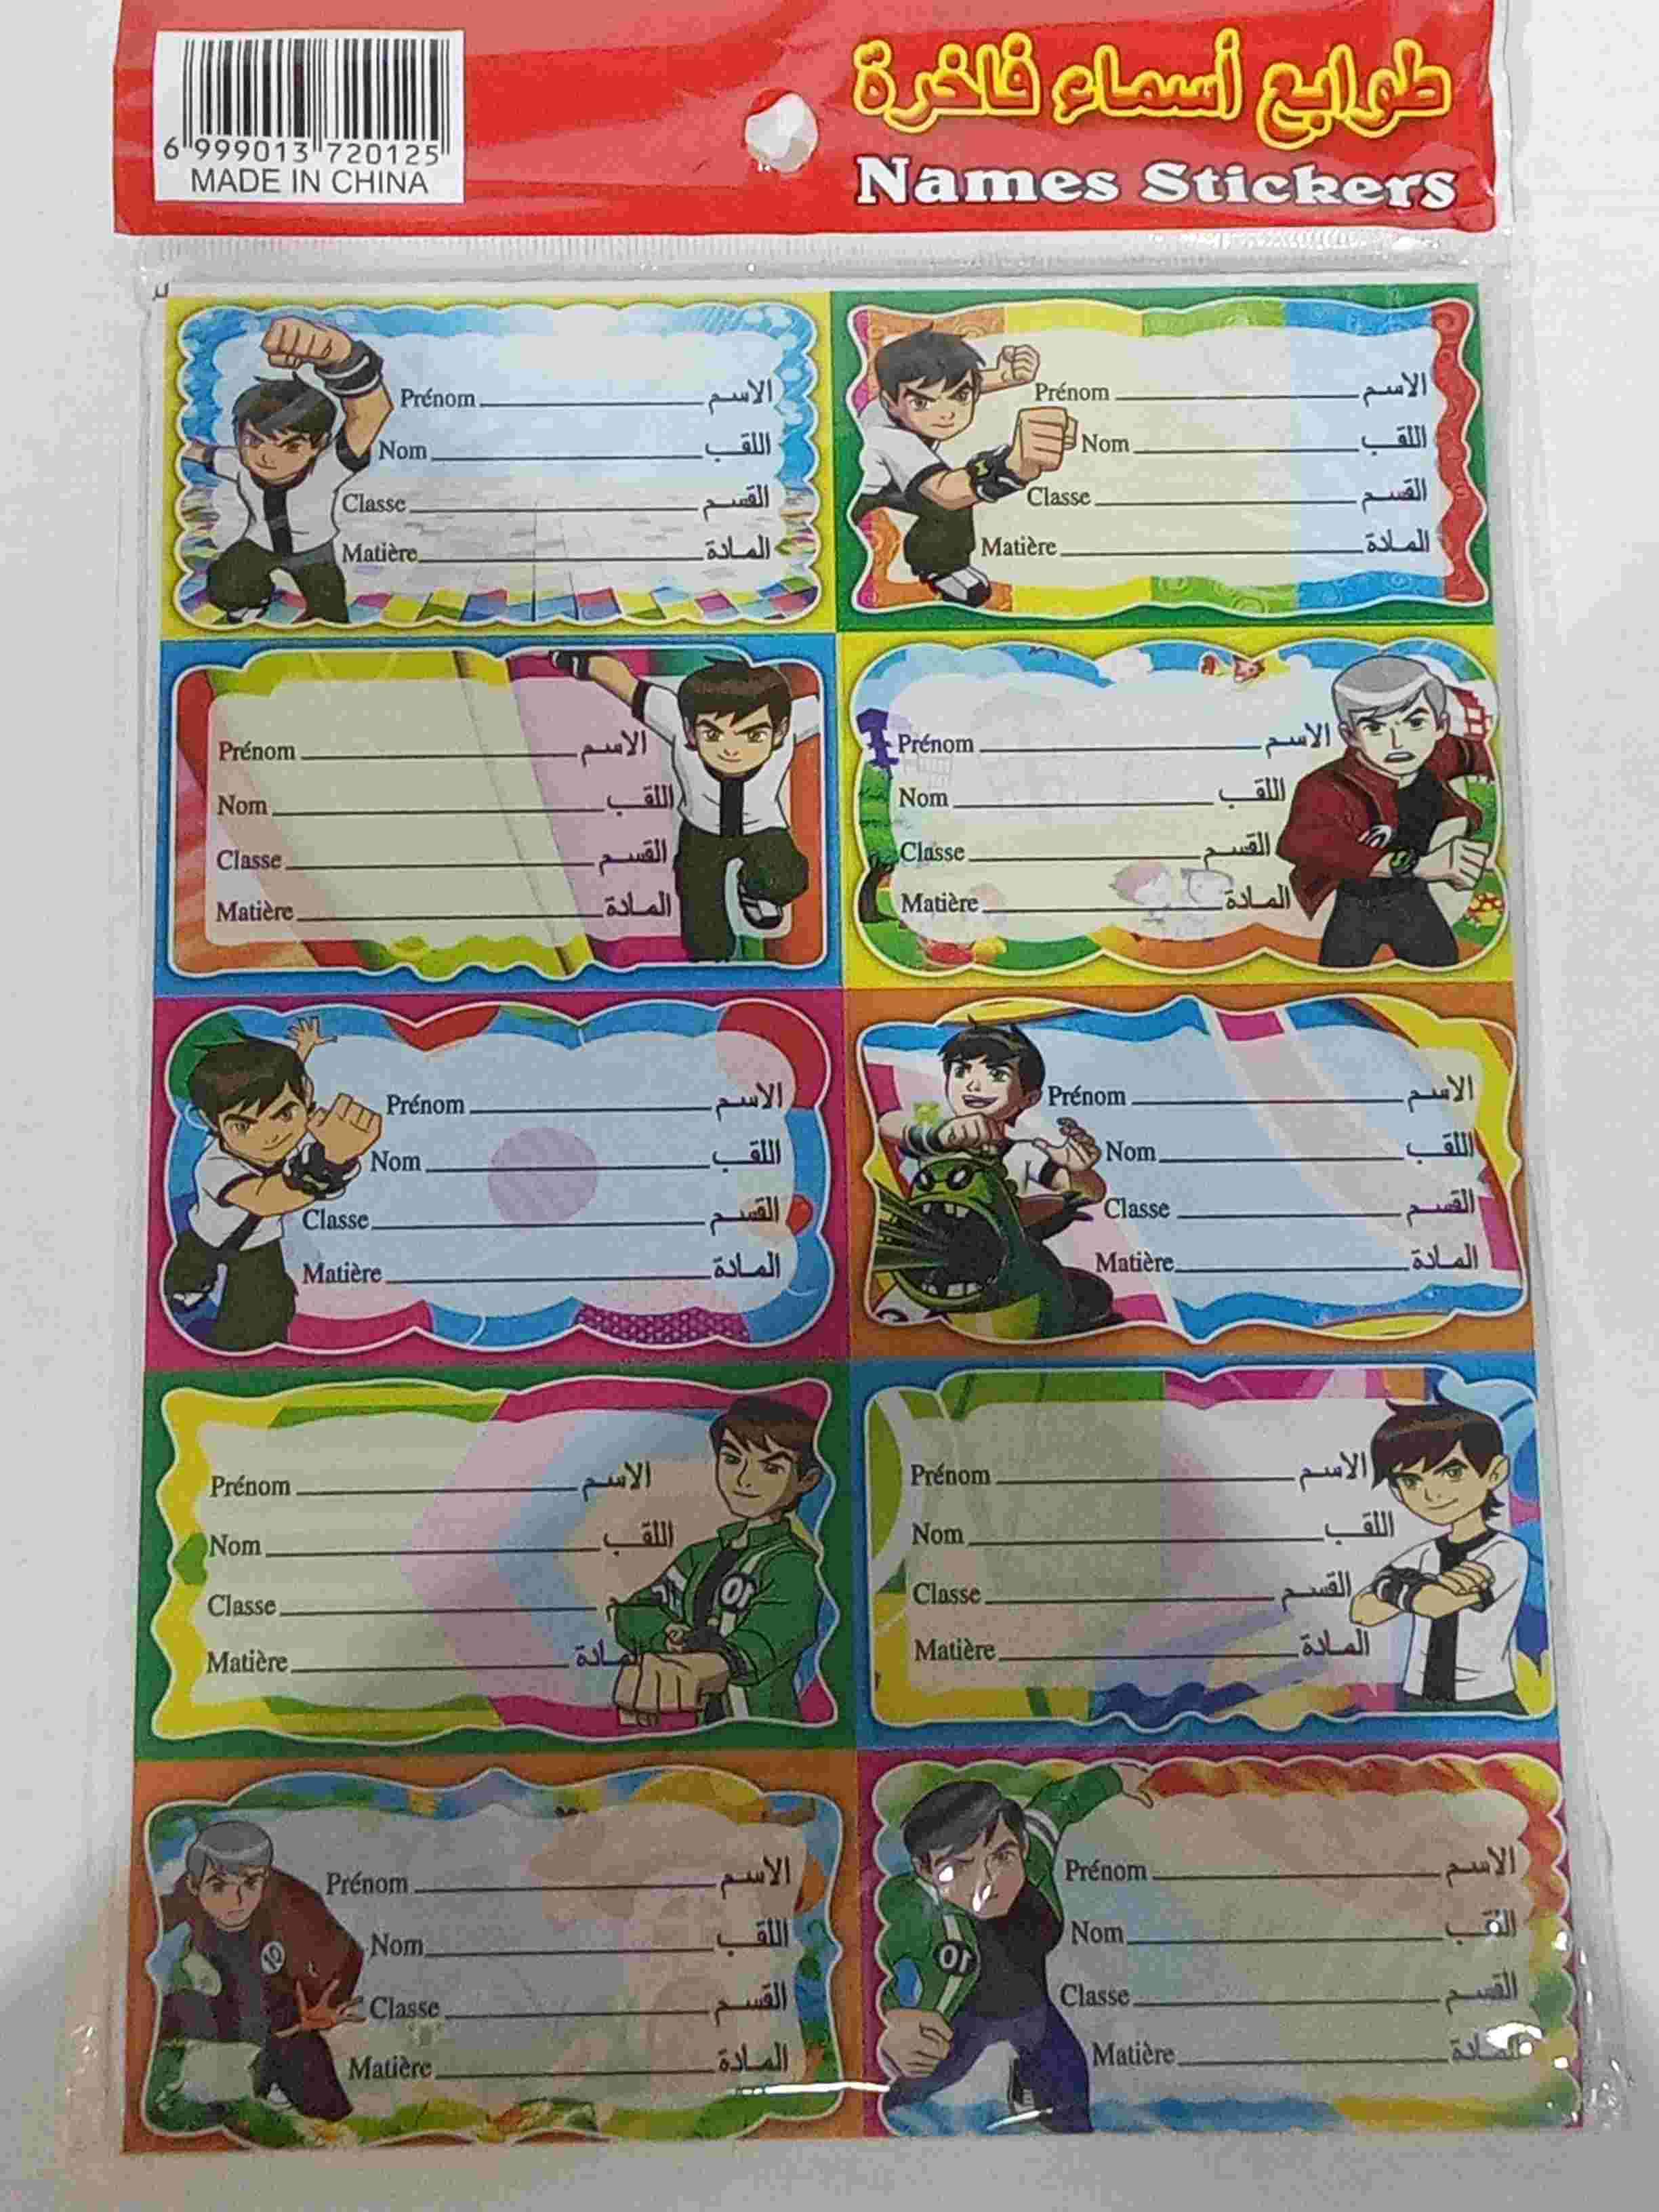 طوابع أسماء فاخرة
Names Stickers
6 999013 720125
MADE IN CHINA
Prénom الاسم
Nom اللقب
Classe القسم
Matière المادة
Prénom الاسم
Nom اللقب
Classe القسم
Matière المادة
Prénom الاسم
Nom اللقب
Classe القسم
Matière المادة
Prénom الاسم
Nom اللقب
Classe القسم
Matière المادة
Prénom الاسم
Nom اللقب
Classe القسم
Matière المادة
Prénom الاسم
Nom اللقب
Classe القسم
Matière المادة
Prénom الاسم
Nom اللقب
Classe
Matière المادة
10
Prénom الاسم
Nom اللقب
Classe القسم
Matière المادة
Prénom الاسم
Nom اللقب
Classe القسم
Matière المادة
Prénom الاسم
Nom اللقب
Classe القسم
Matière المادة
10